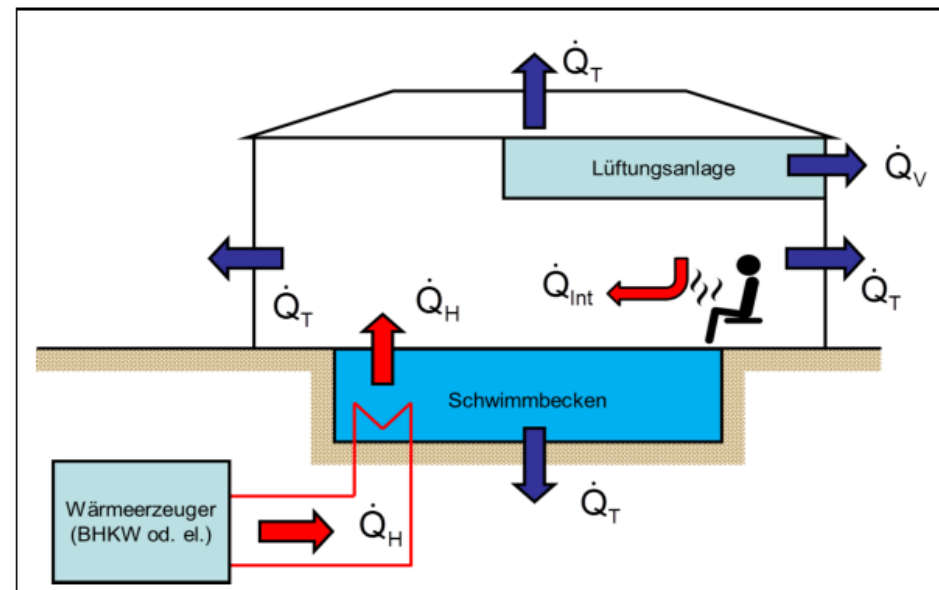 Q̇T
Lüftungsanlage
Q̇V
Q̇Int
Q̇T
Q̇T
Q̇H
Schwimmbecken
Wärmeerzeuger
(BHKW od. el.)
Q̇H
Q̇T